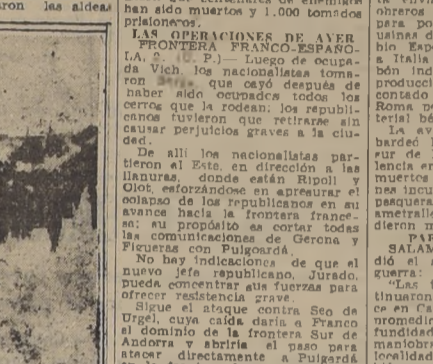 ron las aldeas
han sido muertos y 1.000 tomados
prisioneros.
LAS OPERACIONES DE AYER
FRONTERA FRANCO-ESPAÑO-
LA, P.)— Luego de ocupa-
da Vich, los nacionalistas toma-
ron que cayó después de
haber sido ocupados todos los
cerros que la rodean; los republi-
canos tuvieron que retirarse sin
causar perjuicios graves a la ciu-
dad.
De allí los nacionalistas par-
tieron al Este, en dirección a las
llanuras, donde están Ripoll y
Olot, esforzándose en apresurar el
colapso de los republicanos en su
avance hacia la frontera france-
sa; su propósito es cortar todas
las comunicaciones de Gerona y
Figueras con Puigcerdá.
No hay indicaciones de que el
nuevo jefe republicano, Jurado,
pueda concentrar sus fuerzas para
ofrecer resistencia grave.
Sigue el ataque contra Seo de
Urgel, cuya caída daría a Franco
el dominio de la frontera Sur de
Andorra y abriría el paso para
atacar directamente a Puigcerdá
para po
usinas d
bio Espa
a Italia
bón ind
producti
contado
Roma p
terial bé
La av
bardeó l
sur de
lencia er
muertos
nes incu
pasquera
ametralle
dieron m
PAR
SALAM
dió el
guerra:
"Las
tinuaron
ce en Ca
promedio
fundidad
maniobr
localidad